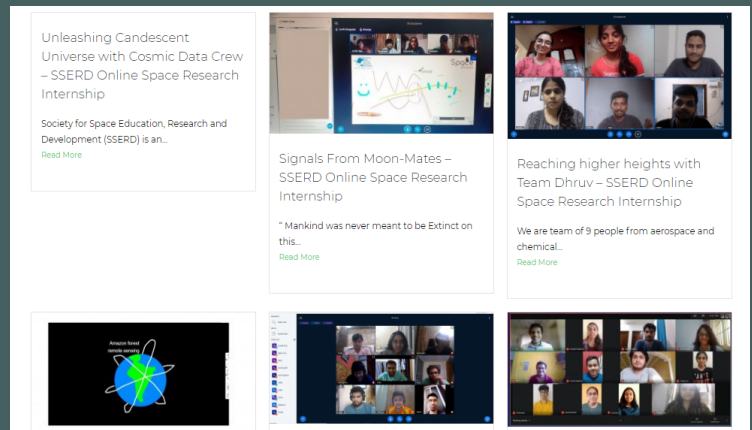 Unleashing Candescent
Universe with Cosmic Data Crew
– SSERD Online Space Research
Internship
Society for Space Education, Research and
Development (SSERD) is an...
Read More
Space
Signals From Moon-Mates –
SSERD Online Space Research
Internship
“ Mankind was never meant to be Extinct on
this...
Read More
Reaching higher heights with
Team Dhruv – SSERD Online
Space Research Internship
We are team of 9 people from aerospace and
chemical...
Read More
Amazon forest
remote sensing